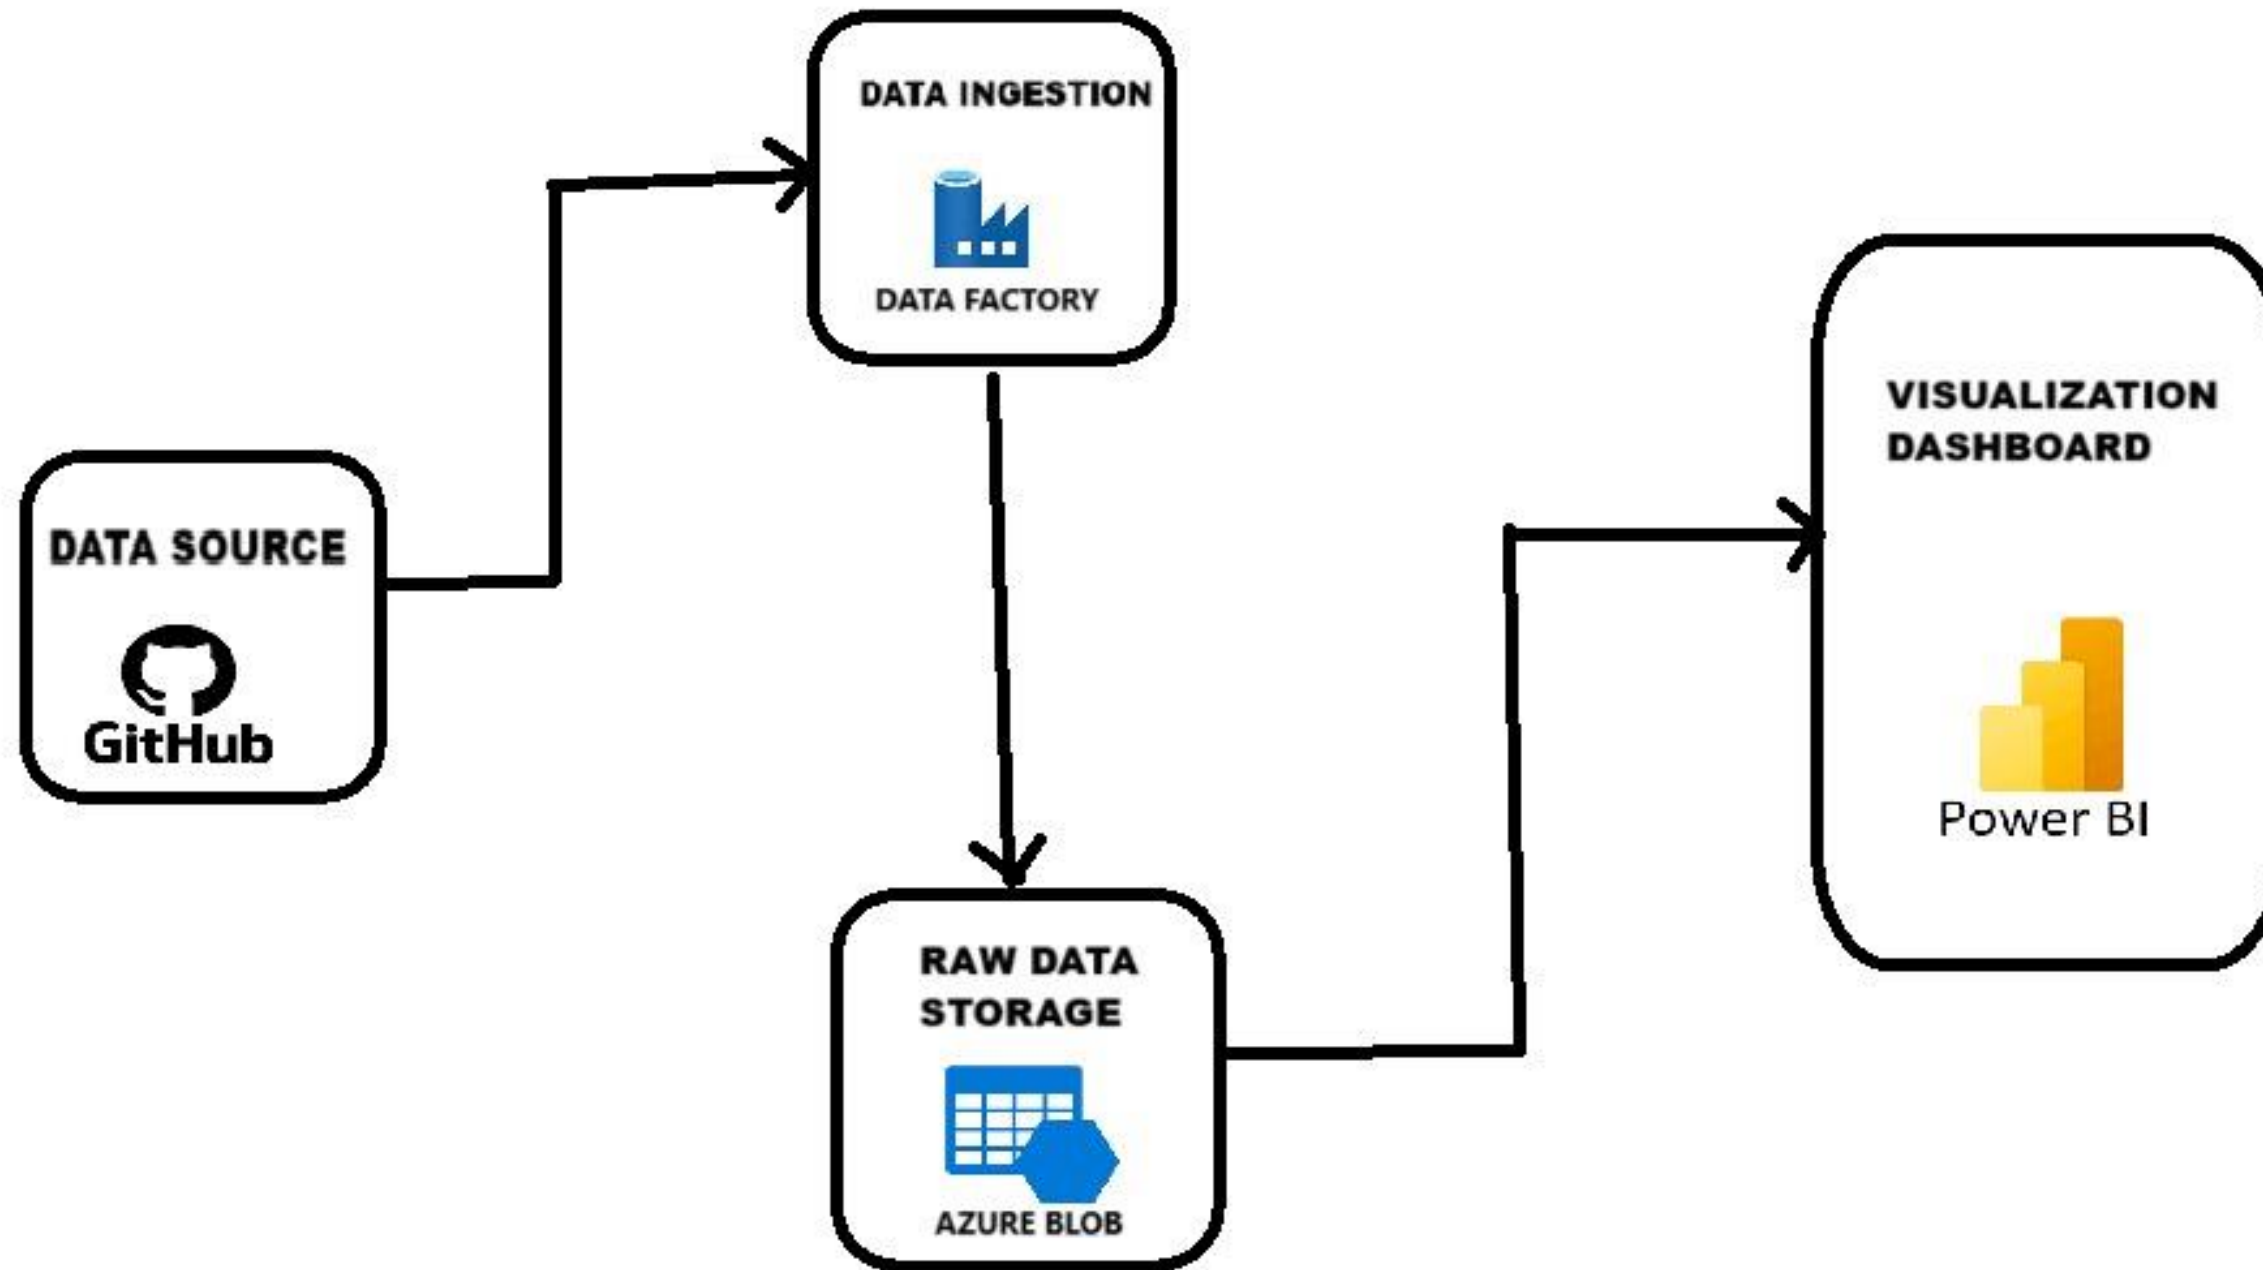 DATA INGESTION
DATA FACTORY
DATA SOURCE
GitHub
RAW DATA
STORAGE
AZURE BLOB
VISUALIZATION
DASHBOARD
Power BI